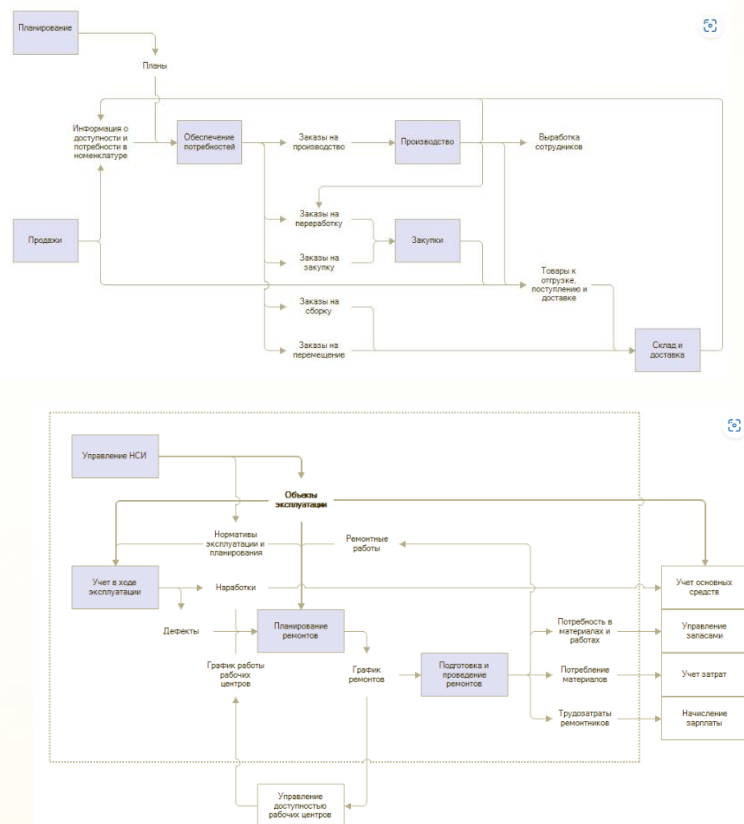 Планирование
Планы
Информация о
доступности и
потребности в
номенклатуре
Обеспечение
потребностей
Заказы на
производство
Производство
Выработка
сотрудников
Заказы на
переработку
Продажи
Закупки
Заказы на
закупку
Товары к
отгрузке,
поступлению и
доставке
Заказы на
сборку
Заказы на
перемещение
Склад и
доставка
Управление НСИ
Объекты
эксплуатации
Нормативы
эксплуатации и
планирования
Ремонтные
работы
Учет в ходе
эксплуатации
Наработки
Учет основных
средств
Дефекты
Планирование
ремонтов
Потребность в
материалах и
работах
Управление
запасами
График работы
рабочих
центров
График
ремонтов
Подготовка и
проведение
ремонтов
Потребление
материалов
Учет затрат
Трудозатраты
ремонтников
Начисление
зарплаты
Управление
доступностью
рабочих центров